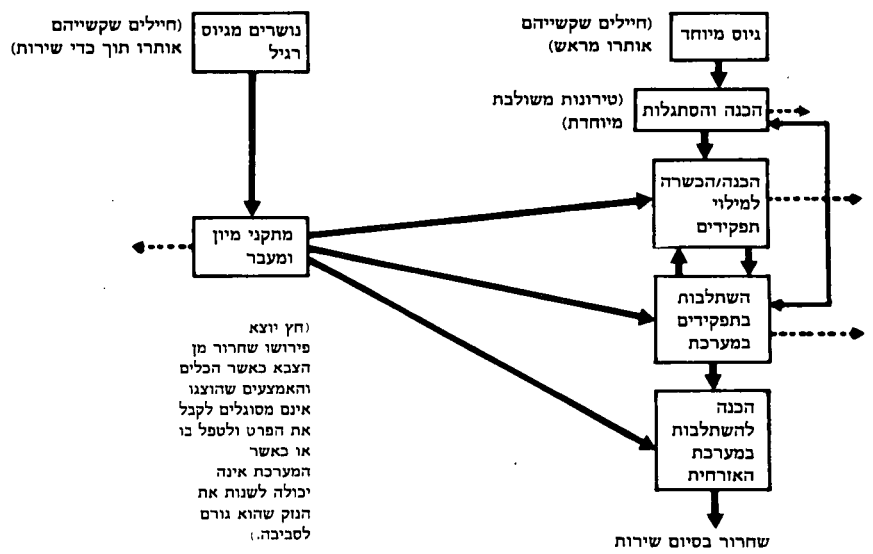 גיוס מיוחד
(חיילים שקשייהם
אותרו מראש)
נושרים מגיוס
רגיל
(חיילים שקשייהם
אותרו תוך כדי שירות)
הכנה והסתגלות
(טירונות משולבת
מיוחדת)
הכנה/הכשרה
למילוי
תפקידים
מתקני מיון
ומעבר
השתלבות
בתפקידים
במערכת
(חץ יוצא
פירושו שחרור מן
הצבא כאשר הכלים
והאמצעים שהוצגו
אינם מסוגלים לקבל
את הפרט ולטפל בו
או כאשר
המערכת אינה
יכולה לשנות את
הנזק שהוא גורם
לסביבה.)
הכנה
להשתלבות
במערכת
האזרחית
שחרור בסיום שירות